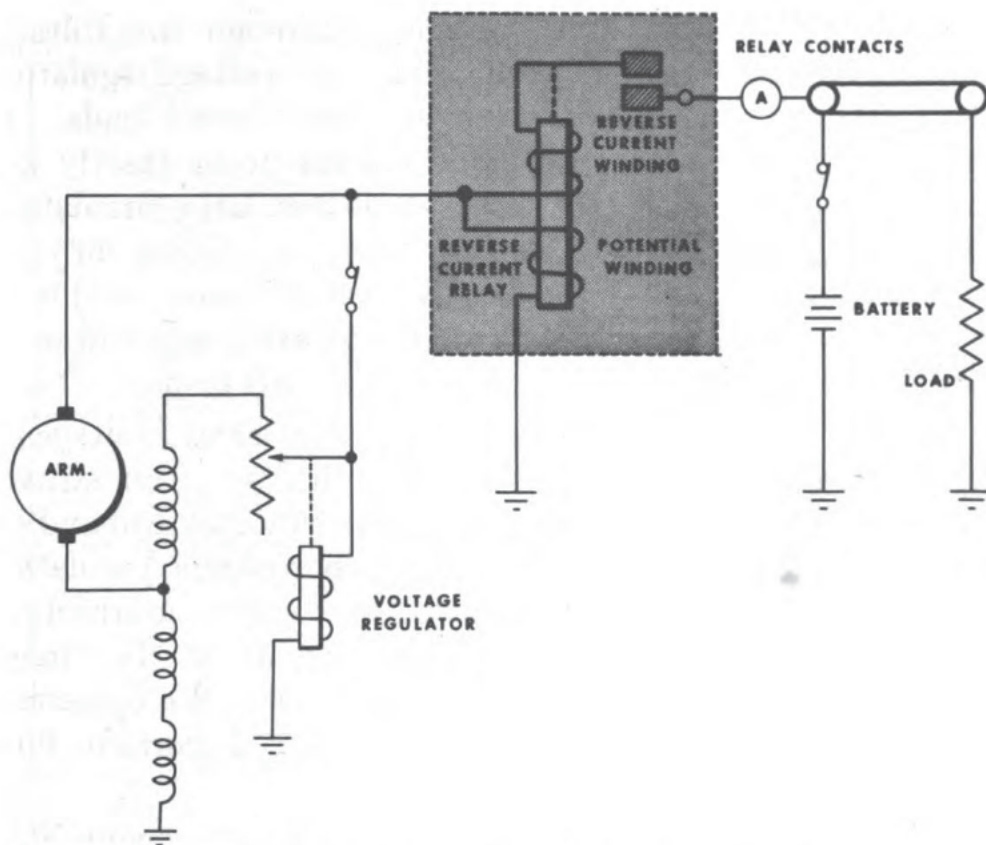 RELAY CONTACTS
A
REVERSE
CURRENT
WINDING
REVERSE
CURRENT
RELAY
POTENTIAL
WINDING
BATTERY
LOAD
ARM.
VOLTAGE
REGULATOR